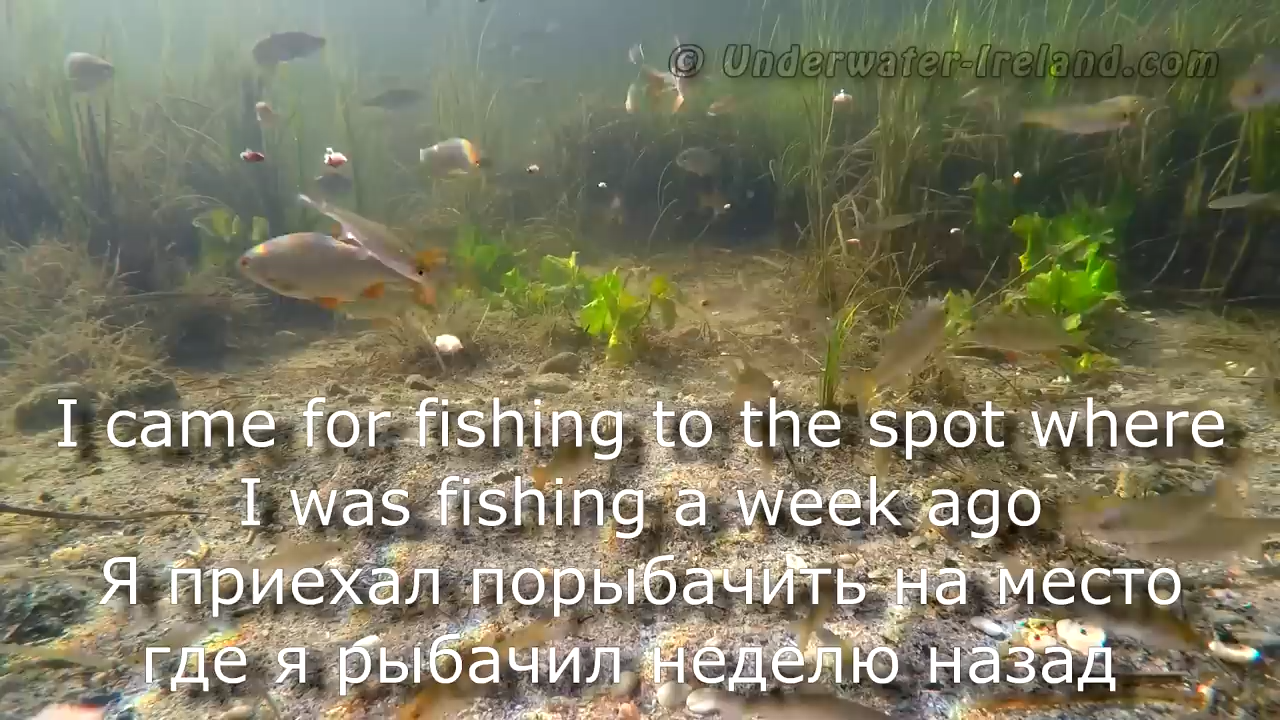 © Underwater-Ireland.com
I came for fishing to the spot where
I was fishing a week ago
Я приехал порыбачить на место
где я рыбачил неделю назад